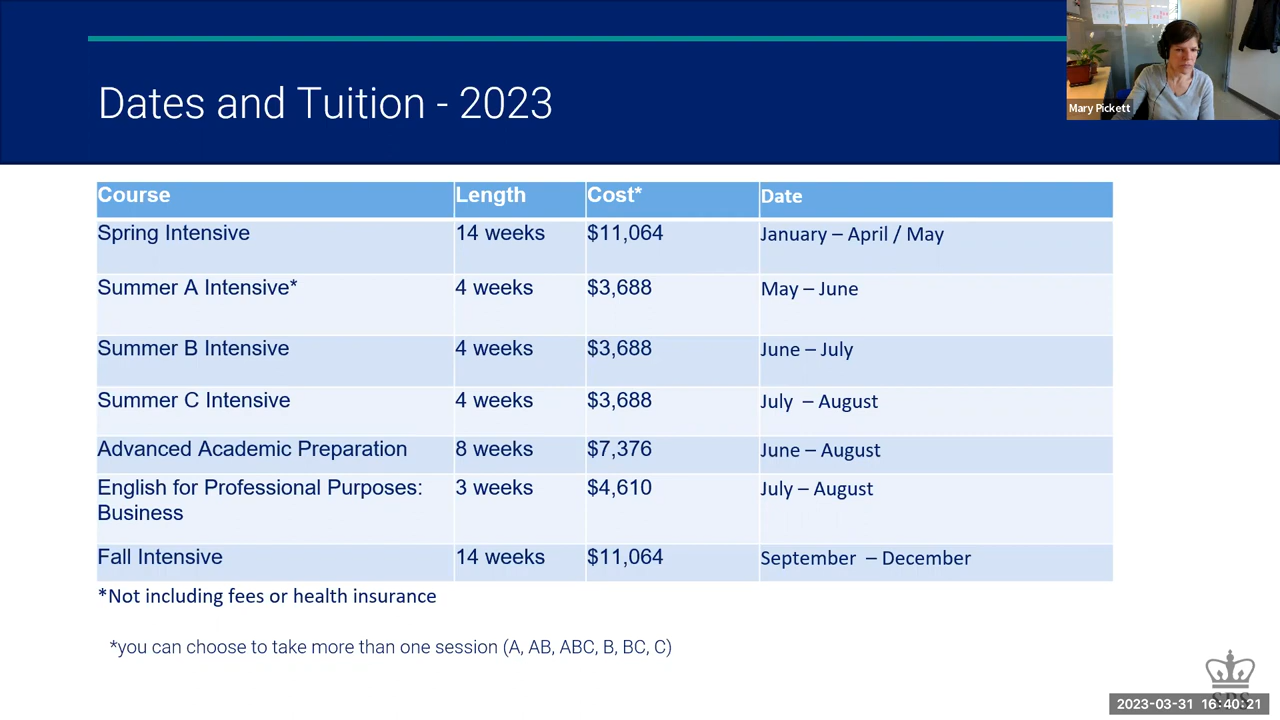 Dates and Tuition - 2023
Mary Pickett
Course Length Cost* Date
Spring Intensive 14 weeks $11,064 January – April / May
Summer A Intensive* 4 weeks $3,688 May – June
Summer B Intensive 4 weeks $3,688 June – July
Summer C Intensive 4 weeks $3,688 July – August
Advanced Academic Preparation 8 weeks $7,376 June – August
English for Professional Purposes: 3 weeks $4,610 July – August
Business
Fall Intensive 14 weeks $11,064 September – December
*Not including fees or health insurance
*you can choose to take more than one session (A, AB, ABC, B, BC, C)
SPS
2023-03-31 16:40:21